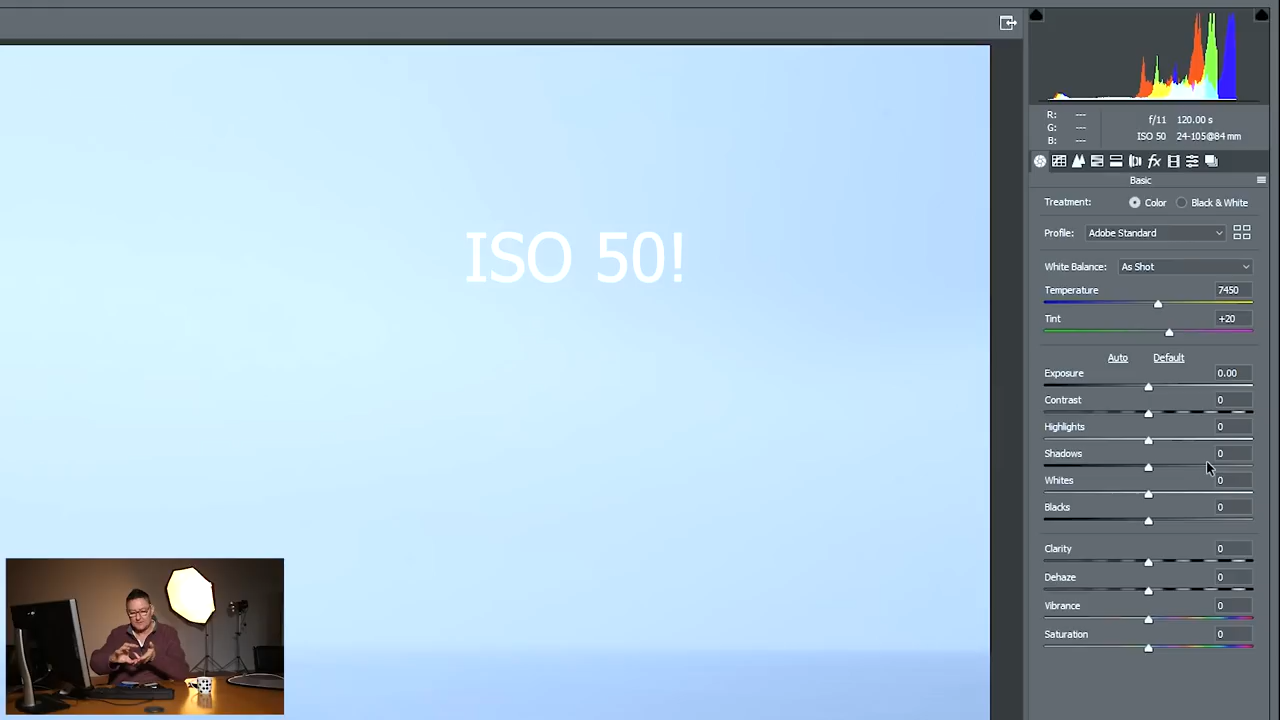 ISO 50!
R: ---
G: ---
B: ---
f/11 120.00 s
ISO 50 24-105@84 mm
fx
Basic
Treatment: Color Black & White
Profile: Adobe Standard
White Balance: As Shot
Temperature 7450
Tint +20
Auto Default
Exposure 0.00
Contrast 0
Highlights 0
Shadows 0
Whites 0
Blacks 0
Clarity 0
Dehaze 0
Vibrance 0
Saturation 0